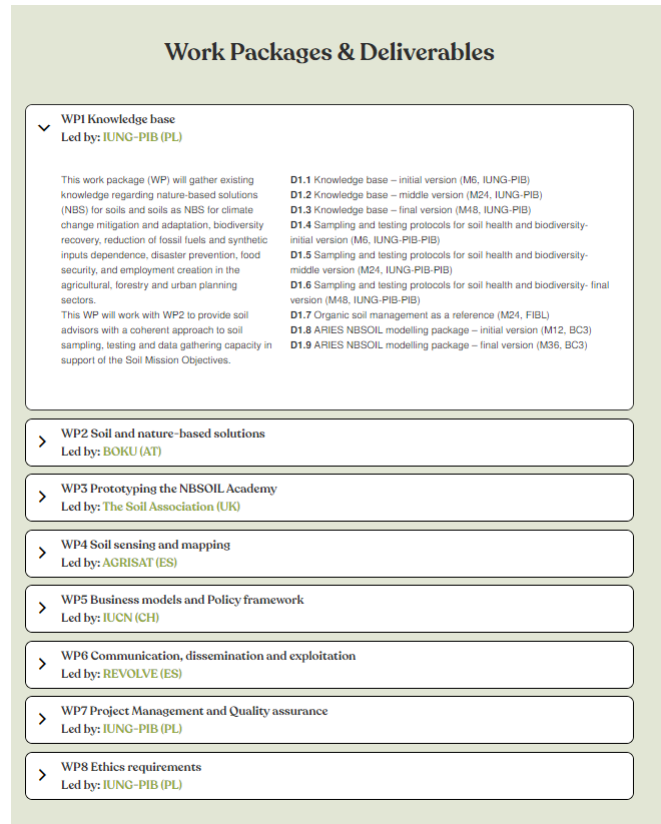 Work Packages & Deliverables
WP1 Knowledge base
Led by: IUNG-PIB (PL)
This work package (WP) will gather existing
knowledge regarding nature-based solutions
(NBS) for soils and soils as NBS for climate
change mitigation and adaptation, biodiversity
recovery, reduction of fossil fuels and synthetic
inputs dependence, disaster prevention, food
security, and employment creation in the
agricultural, forestry and urban planning
sectors.
This WP will work with WP2 to provide soil
advisors with a coherent approach to soil
sampling, testing and data gathering capacity in
support of the Soil Mission Objectives.
D1.1 Knowledge base – initial version (M6, IUNG-PIB)
D1.2 Knowledge base – middle version (M24, IUNG-PIB)
D1.3 Knowledge base – final version (M48, IUNG-PIB)
D1.4 Sampling and testing protocols for soil health and biodiversity-
initial version (M6, IUNG-PIB-PIB)
D1.5 Sampling and testing protocols for soil health and biodiversity-
middle version (M24, IUNG-PIB-PIB)
D1.6 Sampling and testing protocols for soil health and biodiversity- final
version (M48, IUNG-PIB-PIB)
D1.7 Organic soil management as a reference (M24, FIBL)
D1.8 ARIES NBSOIL modelling package – initial version (M12, BC3)
D1.9 ARIES NBSOIL modelling package – final version (M36, BC3)
WP2 Soil and nature-based solutions
Led by: BOKU (AT)
WP3 Prototyping the NBSOIL Academy
Led by: The Soil Association (UK)
WP4 Soil sensing and mapping
Led by: AGRISAT (ES)
WP5 Business models and Policy framework
Led by: IUCN (CH)
WP6 Communication, dissemination and exploitation
Led by: REVOLVE (ES)
WP7 Project Management and Quality assurance
Led by: IUNG-PIB (PL)
WP8 Ethics requirements
Led by: IUNG-PIB (PL)